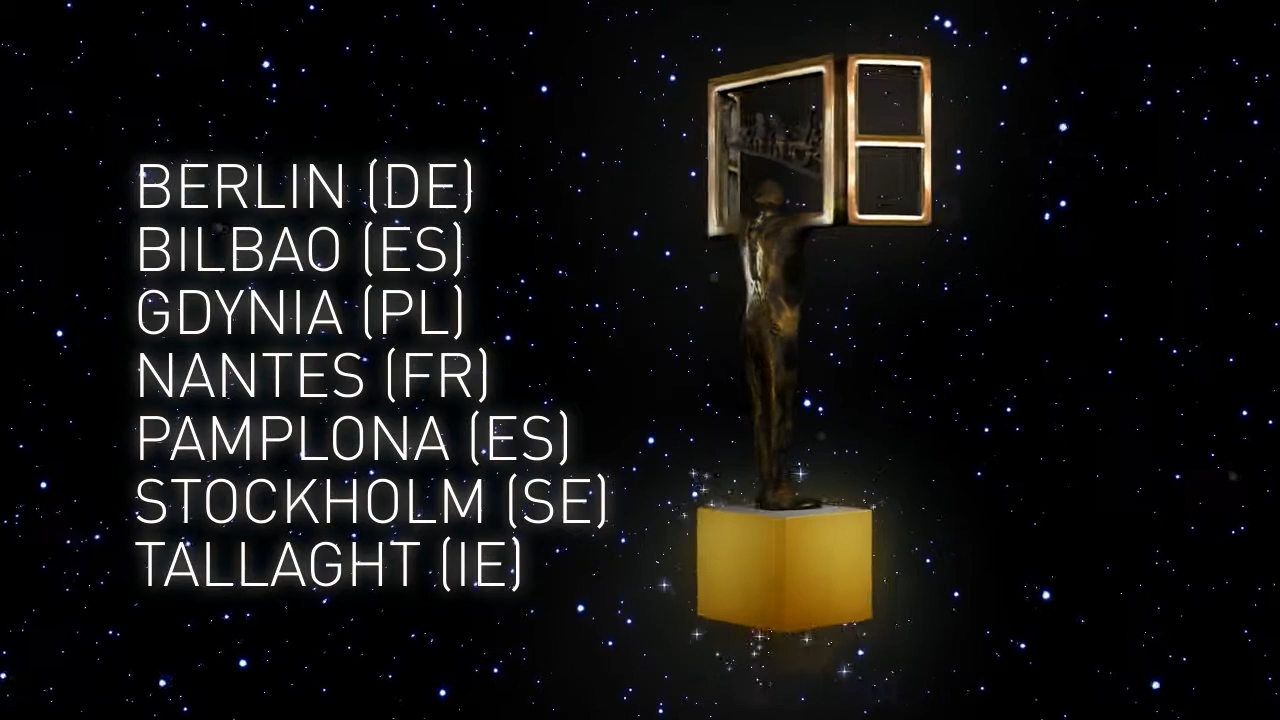 BERLIN (DE)
BILBAO (ES)
GDYNIA (PL)
NANTES (FR)
PAMPLONA (ES)
STOCKHOLM (SE)
TALLAGHT (IE)